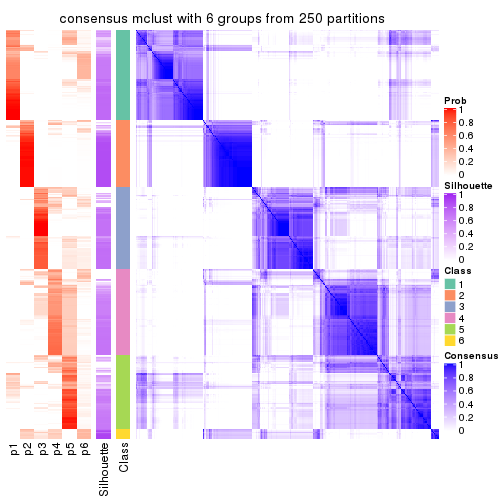 consensus mclust with 6 groups from 250 partitions
Prob
1
0.8
0.6
0.4
0.2
0
Silhouette
1
0.8
0.6
0.4
0.2
0
Class
1
2
3
4
5
6
Consensus
1
0.8
0.6
0.4
0.2
0
p1
p2
p3
p4
p5
p6
Silhouette
Class